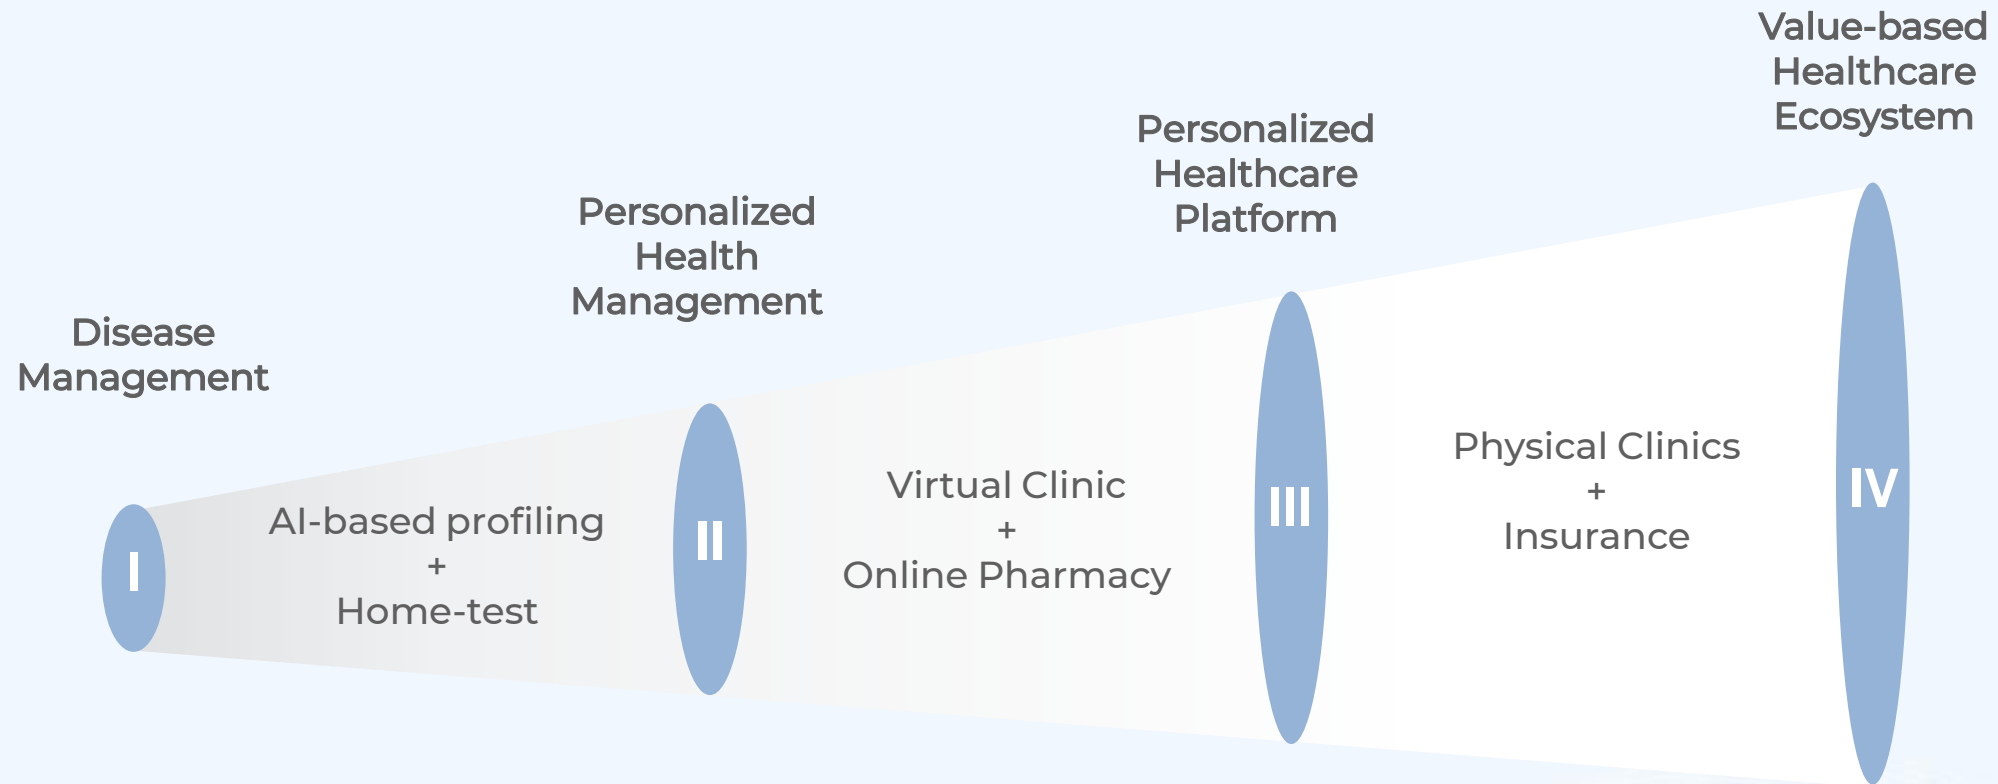 Disease
Management
I
AI-based profiling
+
Home-test
Personalized
Health
Management
II
Virtual Clinic
+
Online Pharmacy
Personalized
Healthcare
Platform
III
Physical Clinics
+
Insurance
Value-based
Healthcare
Ecosystem
IV